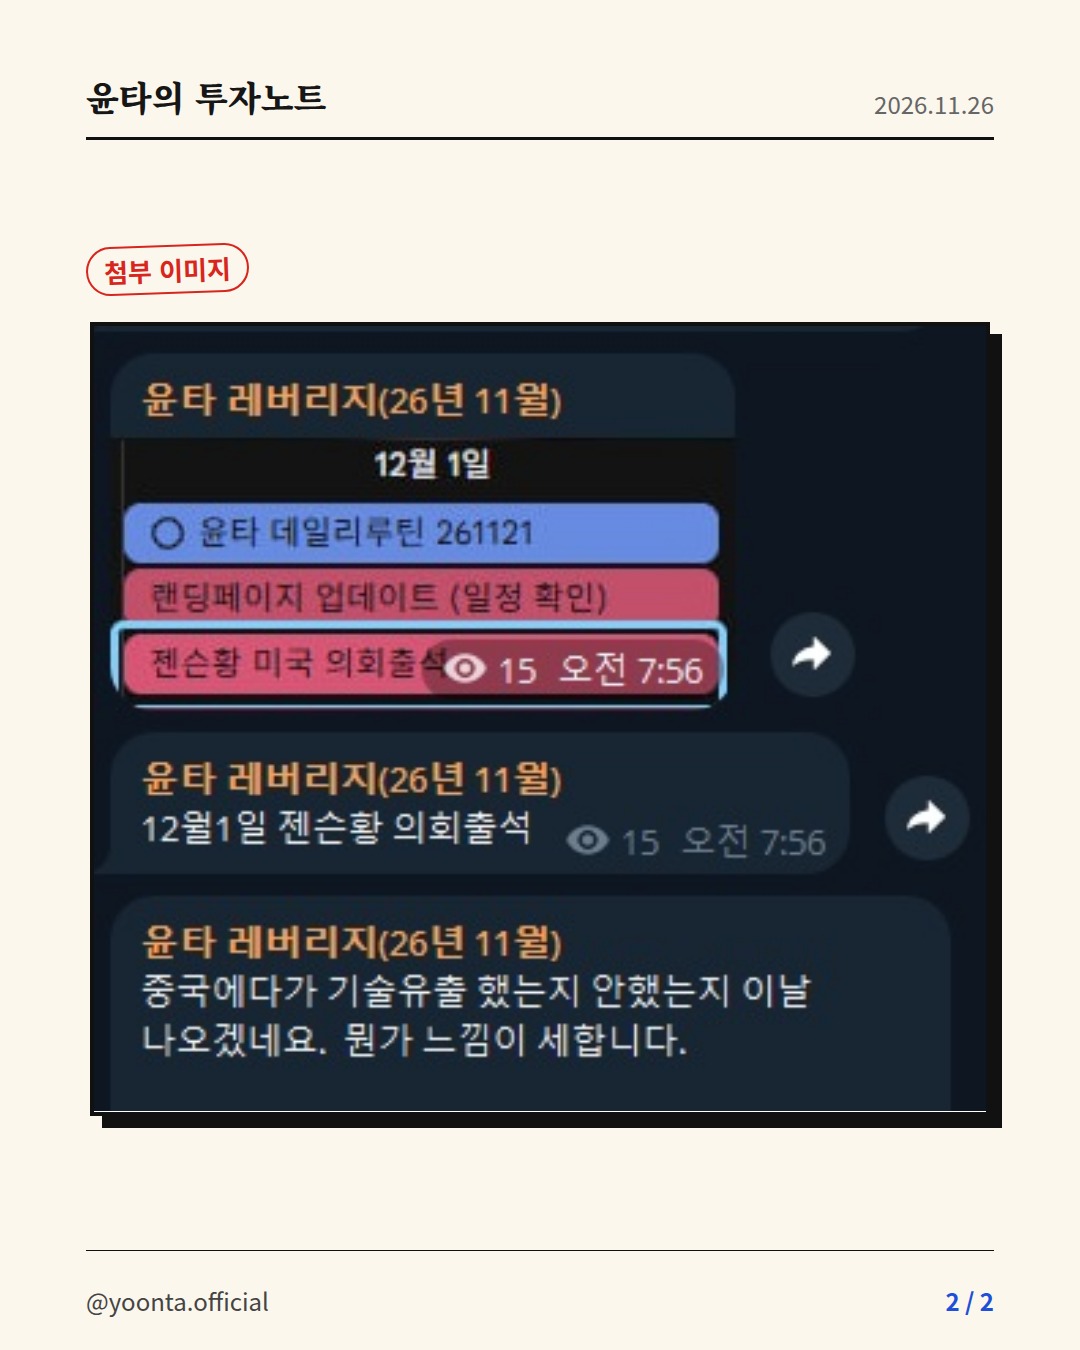 윤타의 투자노트
2026.11.26
첨부 이미지
윤타 레버리지(26년 11월)
12월 1일
윤타 데일리루틴 261121
랜딩페이지 업데이트 (일정 확인)
젠슨황 미국 의회출석
15 오전 7:56
윤타 레버리지(26년 11월)
12월1일 젠슨황 의회출석
15 오전 7:56
윤타 레버리지(26년 11월)
중국에다가 기술유출 했는지 안했는지 이날
나오겠네요. 뭔가 느낌이 세합니다.
@yoonta.official
2 / 2